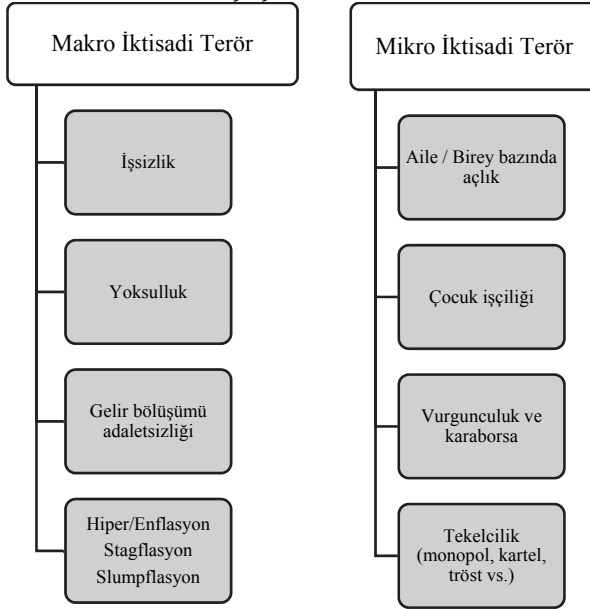 Makro İktisadi Terör
İşsizlik
Yoksulluk
Gelir bölüşümü
adaletsizliği
Hiper/Enflasyon
Stagflasyon
Slumpflasyon
Mikro İktisadi Terör
Aile / Birey bazında
açlık
Çocuk işçiliği
Vurgunculuk ve
karaborsa
Tekelcilik
(monopol, kartel,
tröst vs.)